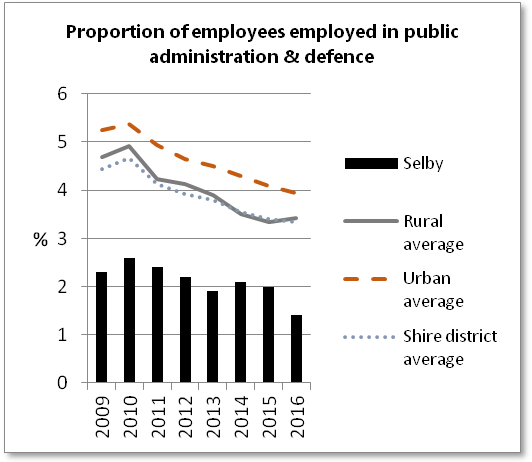 Proportion of employees employed in public
administration & defence
6
5
4
3
2
1
0
%
2009
2010
2011
2012
2013
2014
2015
2016
Selby
Rural
average
Urban
average
Shire district
average